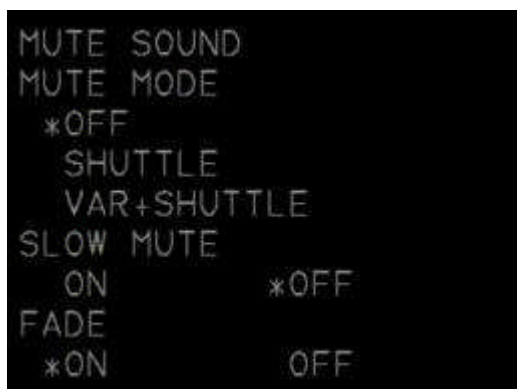 MUTE SOUND
MUTE MODE
*OFF
SHUTTLE
VAR+SHUTTLE
SLOW MUTE
ON *OFF
FADE
*ON OFF